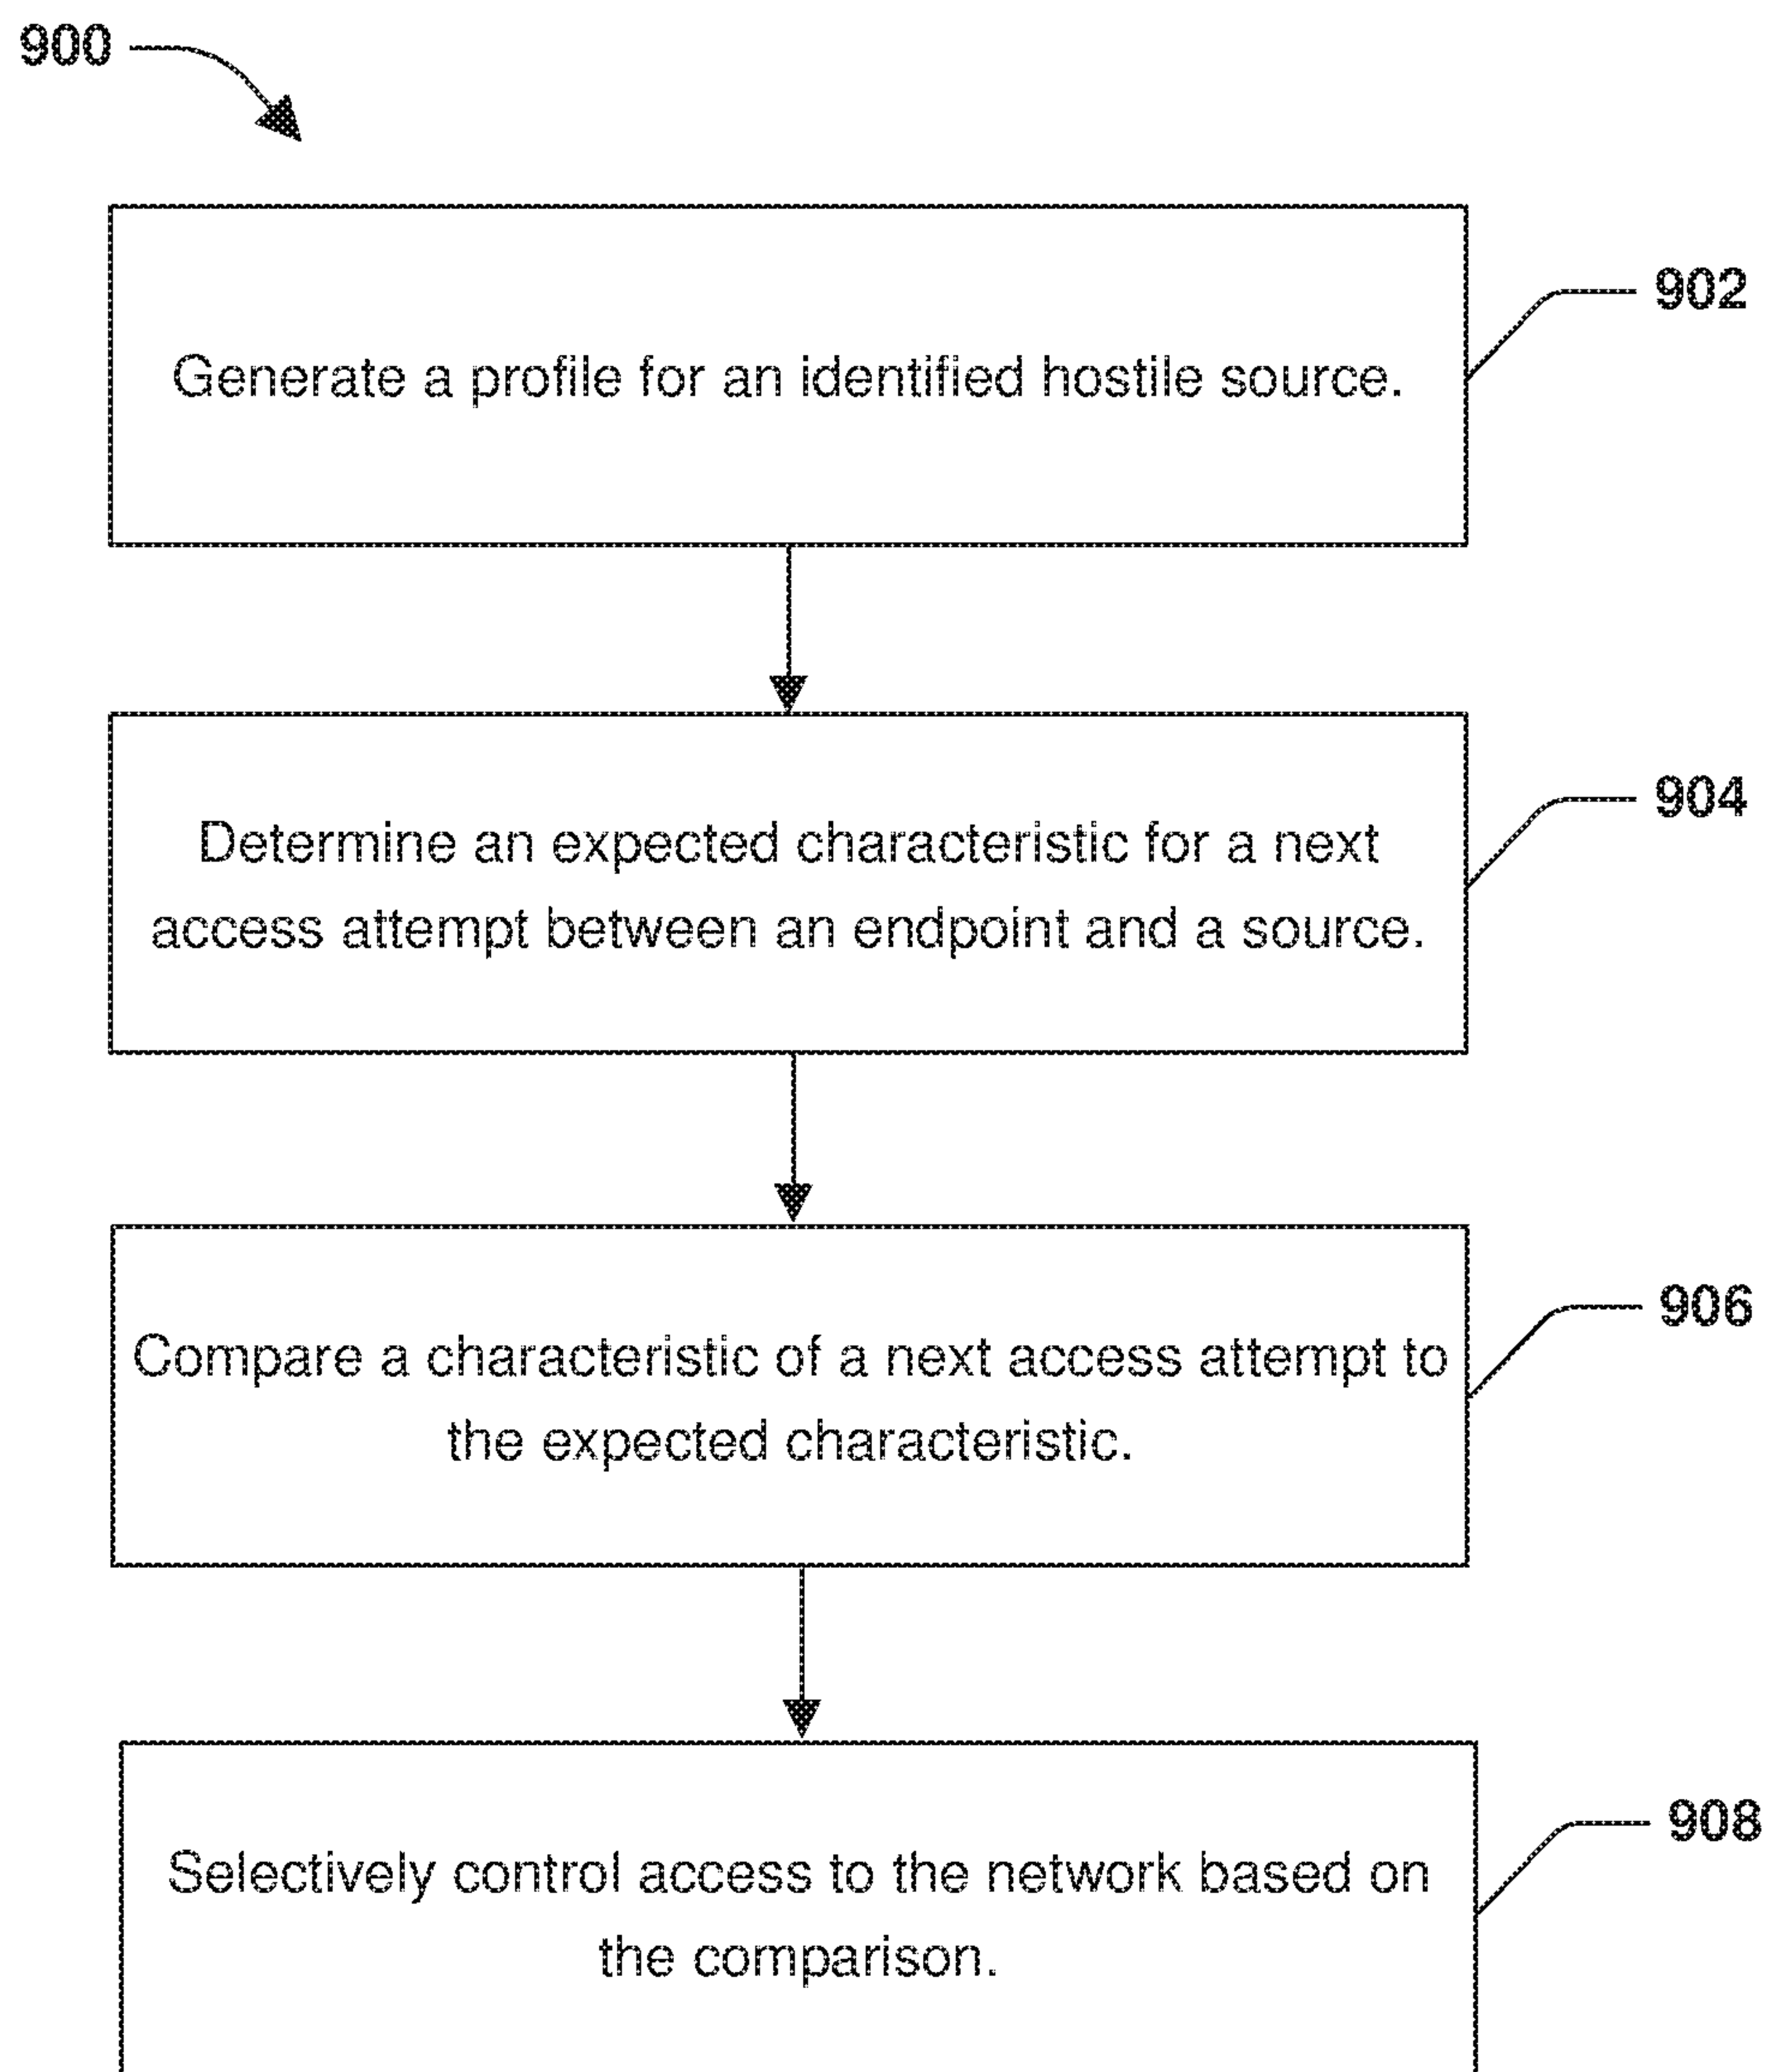 900
902
Generate a profile for an identified hostile source.
904
Determine an expected characteristic for a next
access attempt between an endpoint and a source.
906
Compare a characteristic of a next access attempt to
the expected characteristic.
908
Selectively control access to the network based on
the comparison.